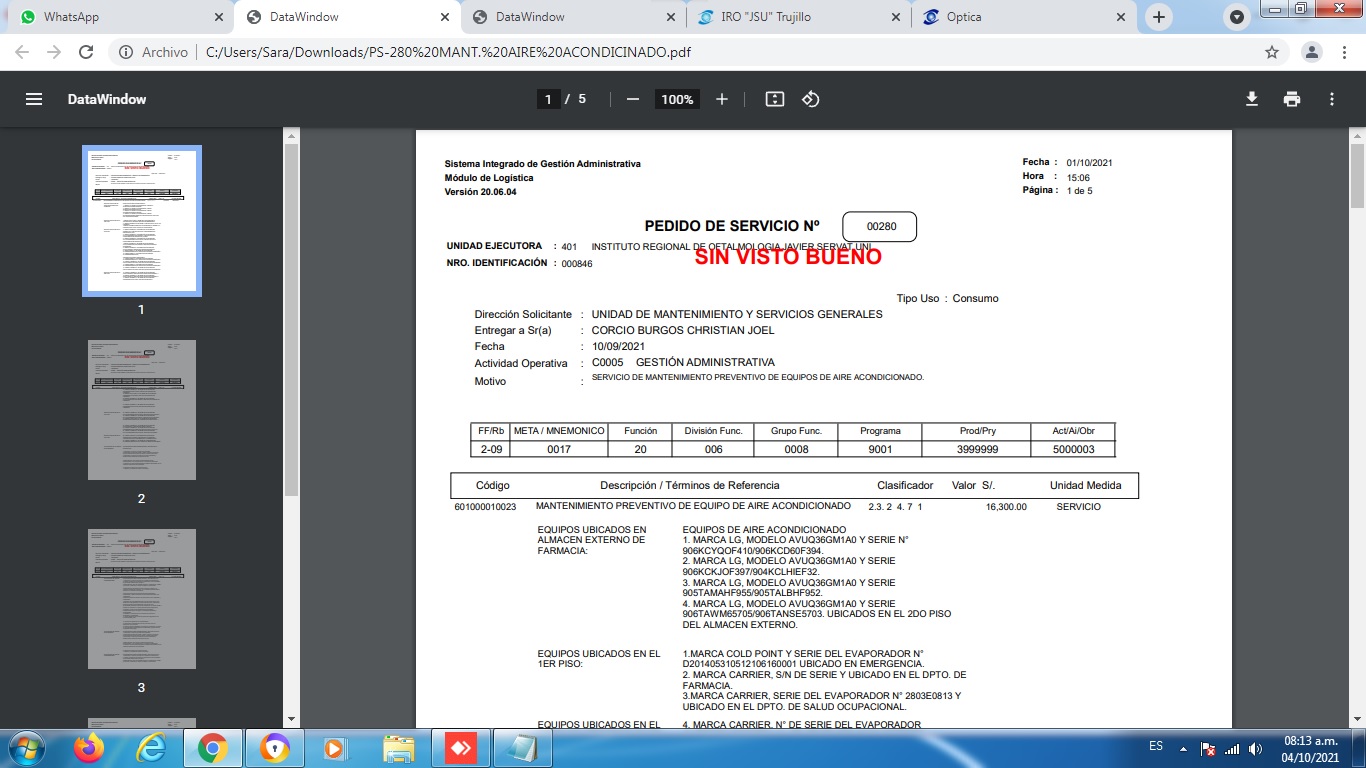 WhatsApp
DataWindow
DataWindow
IRO "JSU" Trujillo
Optica
Archivo
C:/Users/Sara/Downloads/PS-280%20MANT.%20AIRE%20ACONDICINADO.pdf
DataWindow
1 / 5
100%
1
2
3
Sistema Integrado de Gestión Administrativa
Módulo de Logística
Versión 20.06.04
Fecha : 01/10/2021
Hora : 15:06
Página : 1 de 5
PEDIDO DE SERVICIO Nº 00280
UNIDAD EJECUTORA : 401 INSTITUTO REGIONAL DE OFTALMOLOGIA JAVIER SERVAT UNI
SIN VISTO BUENO
NRO. IDENTIFICACIÓN : 000846
Tipo Uso : Consumo
Dirección Solicitante : UNIDAD DE MANTENIMIENTO Y SERVICIOS GENERALES
Entregar a Sr(a) : CORCIO BURGOS CHRISTIAN JOEL
Fecha : 10/09/2021
Actividad Operativa : C0005 GESTIÓN ADMINISTRATIVA
Motivo : SERVICIO DE MANTENIMIENTO PREVENTIVO DE EQUIPOS DE AIRE ACONDICIONADO.
FF/Rb META / MNEMONICO Función División Func. Grupo Func. Programa Prod/Pry Act/Ai/Obr
2-09 0017 20 006 0008 9001 3999999 5000003
Código Descripción / Términos de Referencia Clasificador Valor S/. Unidad Medida
601000010023 MANTENIMIENTO PREVENTIVO DE EQUIPO DE AIRE ACONDICIONADO 2.3. 2 4. 7 1 16,300.00 SERVICIO
EQUIPOS UBICADOS EN
ALMACEN EXTERNO DE
FARMACIA:
EQUIPOS DE AIRE ACONDICIONADO
1. MARCA LG, MODELO AVUQ36GM1A0 Y SERIE N°
906KCYQOF410/906KCD60F394.
2. MARCA LG, MODELO AVUQ36GM1A0 Y SERIE
906KCKJOF397/904KCLHIEF32.
3. MARCA LG, MODELO AVUQ36GM1A0 Y SERIE
905TAMAHF955/905TALBHF952.
4. MARCA LG, MODELO AVUQ36GM1A0 Y SERIE
906TAWM65705/906TANSE5703. UBICADOS EN EL 2DO PISO
DEL ALMACEN EXTERNO.
EQUIPOS UBICADOS EN EL
1ER PISO:
1.MARCA COLD POINT Y SERIE DEL EVAPORADOR N°
D201405310512106160001 UBICADO EN EMERGENCIA.
2. MARCA CARRIER, S/N DE SERIE Y UBICADO EN EL DPTO. DE
FARMACIA.
3.MARCA CARRIER, SERIE DEL EVAPORADOR N° 2803E0813 Y
UBICADO EN EL DPTO. DE SALUD OCUPACIONAL.
EQUIPOS UBICADOS EN EL
4. MARCA CARRIER, N° DE SERIE DEL EVAPORADOR
ES
08:13 a.m.
04/10/2021